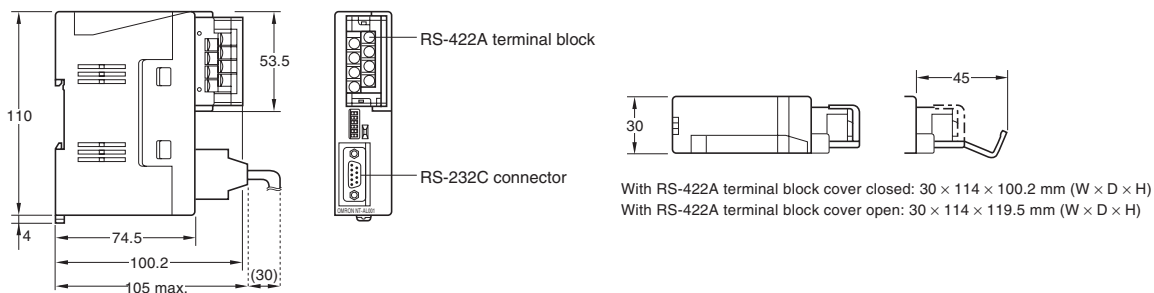 110
53.5
4
74.5
100.2
(30)
105 max.
RS-422A terminal block
RS-232C connector
OMRON NT-AL001
45
30
With RS-422A terminal block cover closed: 30 × 114 × 100.2 mm (W × D × H)
With RS-422A terminal block cover open: 30 × 114 × 119.5 mm (W × D × H)